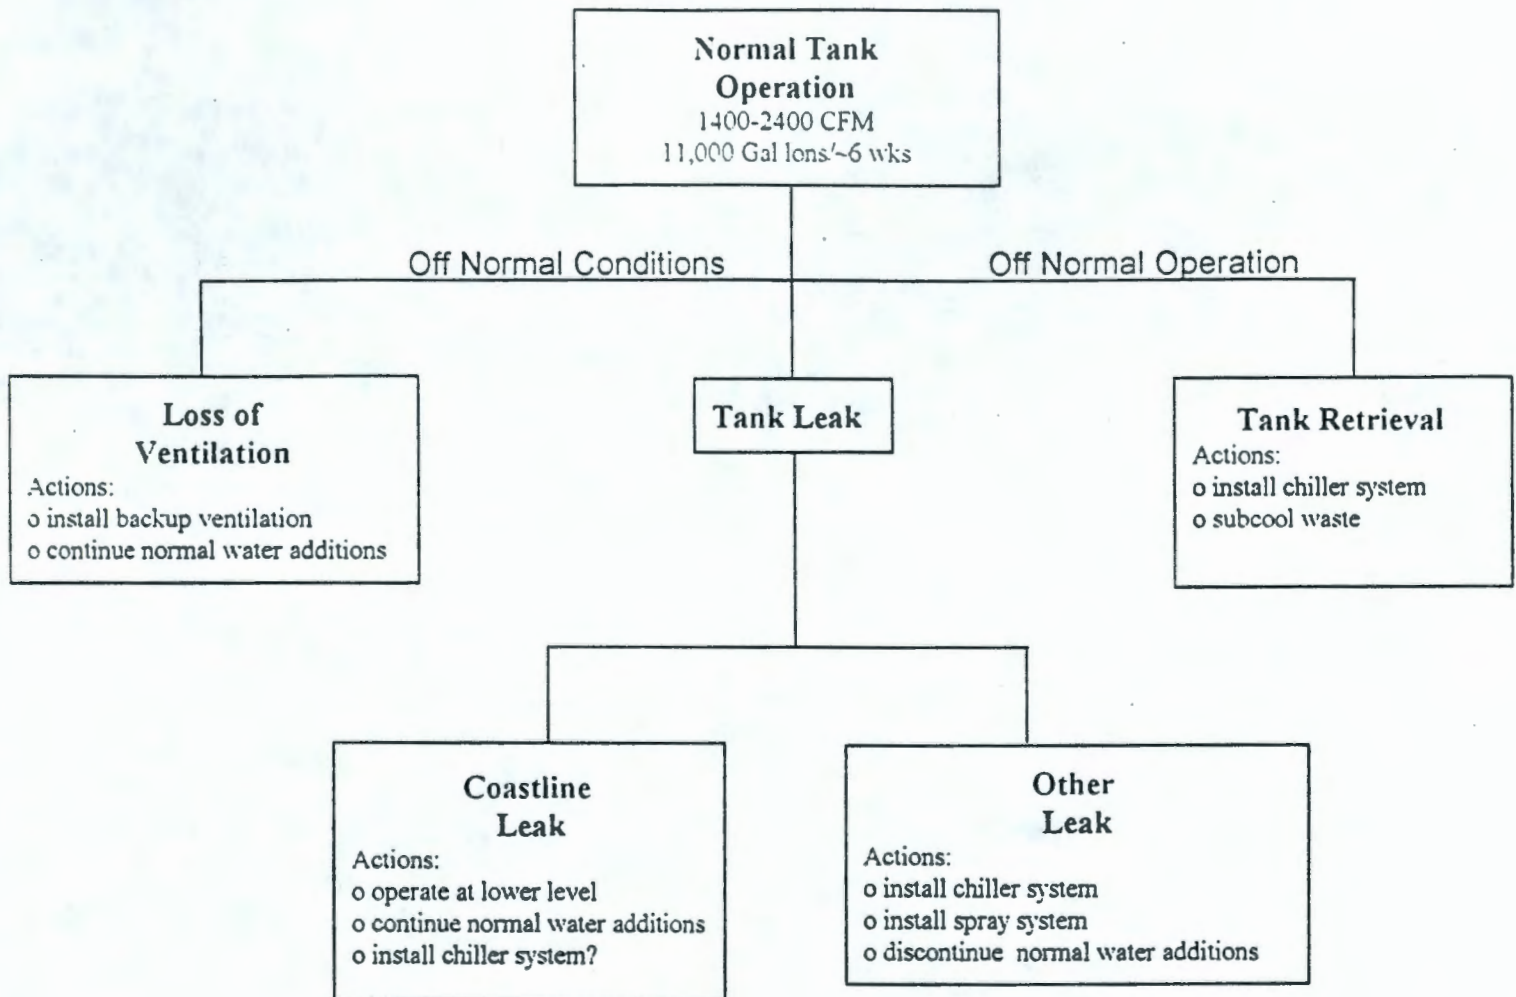 Normal Tank
Operation
1400-2400 CFM
11,000 Gal lons/~6 wks
Off Normal Conditions
Off Normal Operation
Loss of
Ventilation
Actions:
o install backup ventilation
o continue normal water additions
Tank Leak
Tank Retrieval
Actions:
o install chiller system
o subcool waste
Coastline
Leak
Actions:
o operate at lower level
o continue normal water additions
o install chiller system?
Other
Leak
Actions:
o install chiller system
o install spray system
o discontinue normal water additions